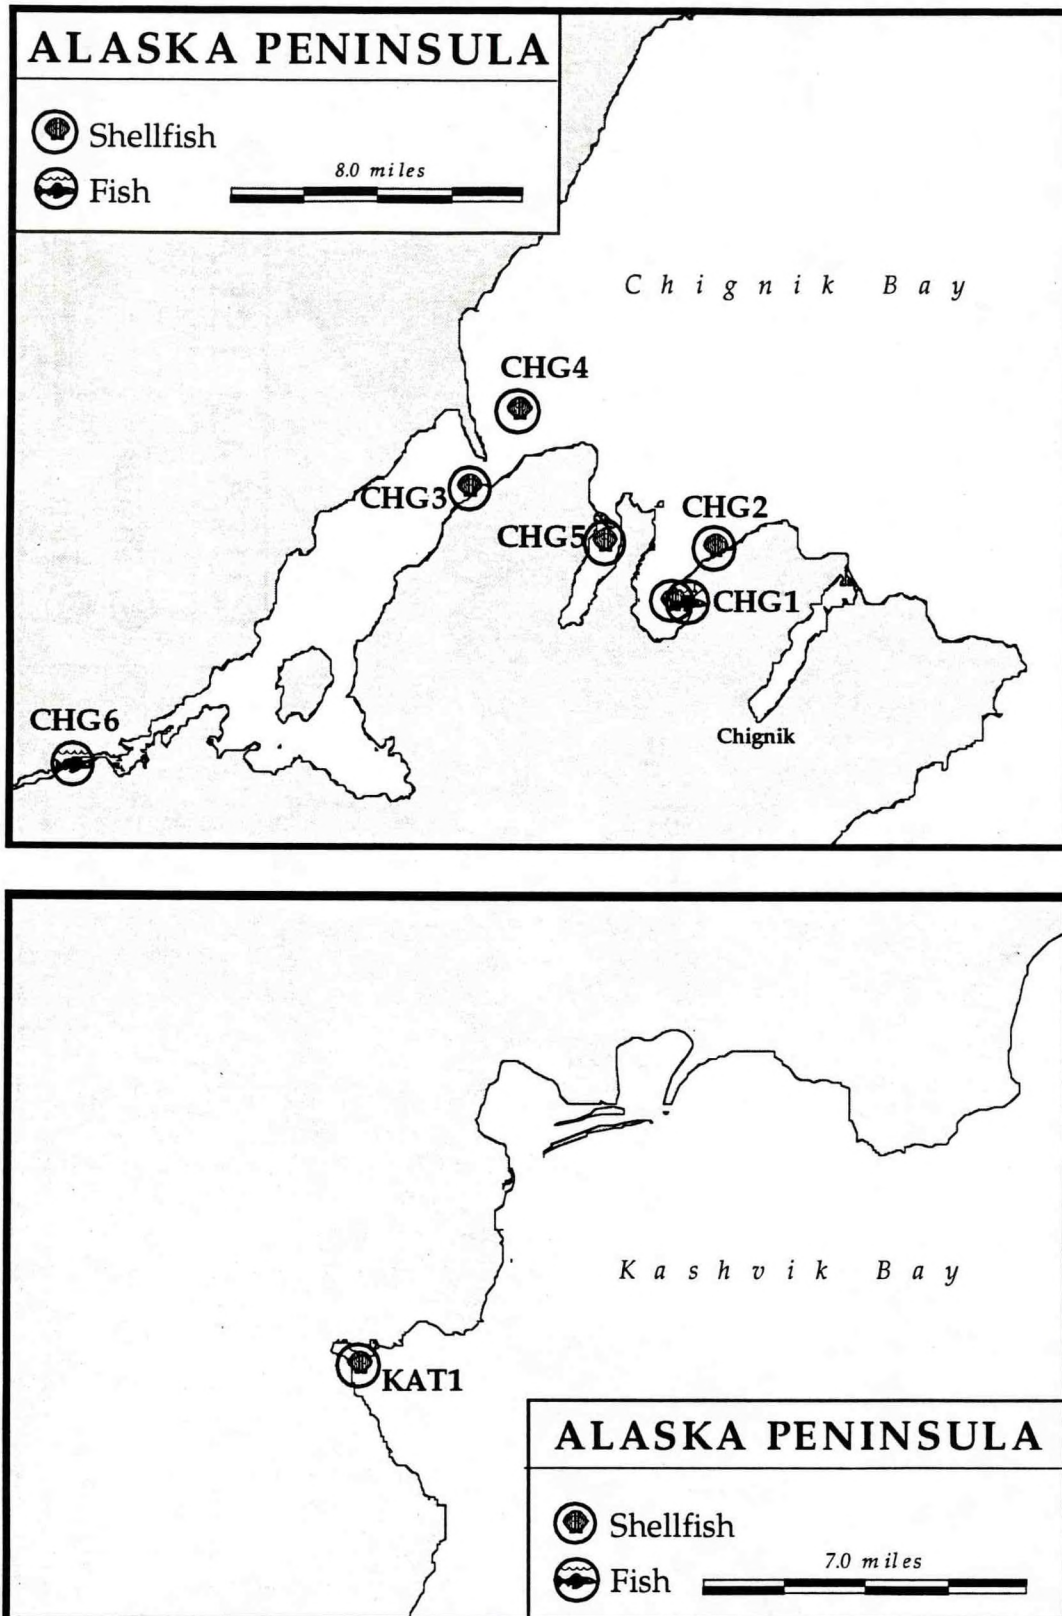 ALASKA PENINSULA
Shellfish
Fish
8.0 miles
Chignik Bay
CHG4
CHG3
CHG2
CHG5
CHG1
CHG6
Chignik
Kashvik Bay
KAT1
ALASKA PENINSULA
Shellfish
Fish
7.0 miles